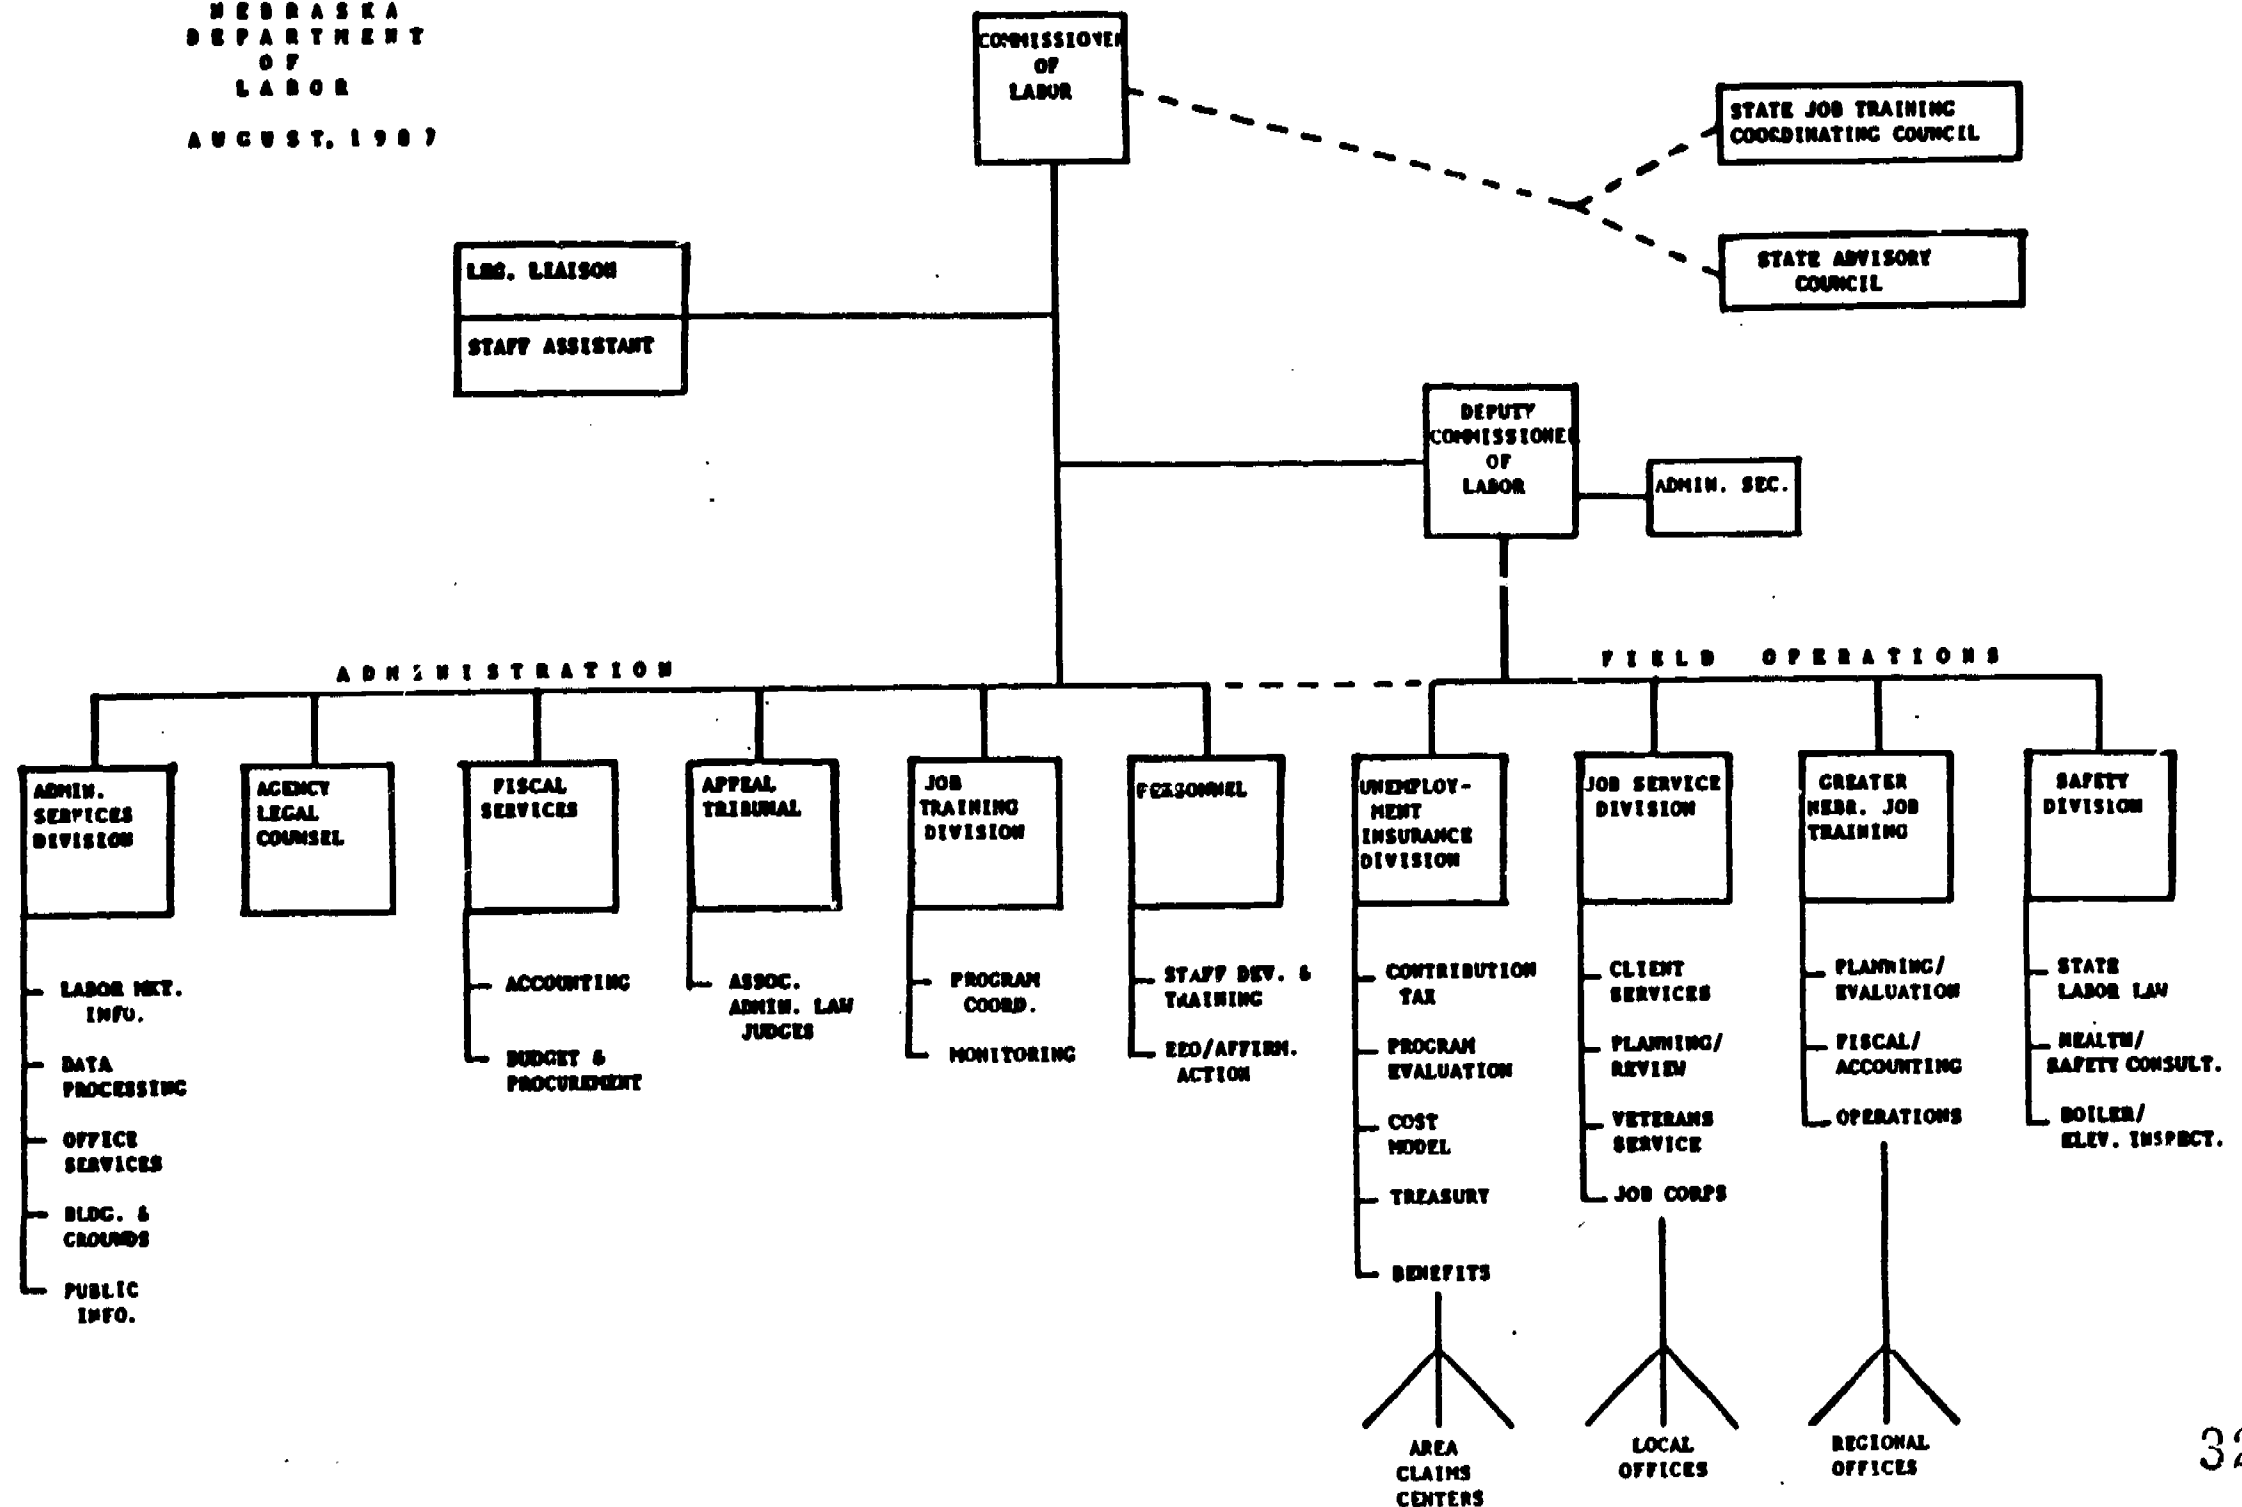 NEBRASKA
DEPARTMENT
OF
LABOR
AUGUST, 1987
COMMISSIONER
OF
LABOR
STATE JOB TRAINING
COORDINATING COUNCIL
STATE ADVISORY
COUNCIL
LEG. LIAISON
STAFF ASSISTANT
DEPUTY
COMMISSIONER
OF
LABOR
ADMIN. SEC.
ADMINISTRATION
FIELD OPERATIONS
ADMIN.
SERVICES
DIVISION
LABOR MKT.
INFO.
DATA
PROCESSING
OFFICE
SERVICES
BLDG. &
GROUNDS
PUBLIC
INFO.
AGENCY
LEGAL
COUNSEL
FISCAL
SERVICES
ACCOUNTING
BUDGET &
PROCUREMENT
APPEAL
TRIBUNAL
ASSOC.
ADMIN. LAW
JUDGES
JOB
TRAINING
DIVISION
PROGRAM
COORD.
MONITORING
PERSONNEL
STAFF DEV. &
TRAINING
EEO/AFFIRM.
ACTION
UNEMPLOY-
MENT
INSURANCE
DIVISION
CONTRIBUTION
TAX
PROGRAM
EVALUATION
COST
MODEL
TREASURY
BENEFITS
AREA
CLAIMS
CENTERS
JOB SERVICE
DIVISION
CLIENT
SERVICES
PLANNING/
REVIEW
VETERANS
SERVICE
JOB CORPS
LOCAL
OFFICES
GREATER
NEBR. JOB
TRAINING
PLANNING/
EVALUATION
FISCAL/
ACCOUNTING
OPERATIONS
REGIONAL
OFFICES
SAFETY
DIVISION
STATE
LABOR LAW
HEALTH/
SAFETY CONSULT.
BOILER/
ELEV. INSPECT.
32